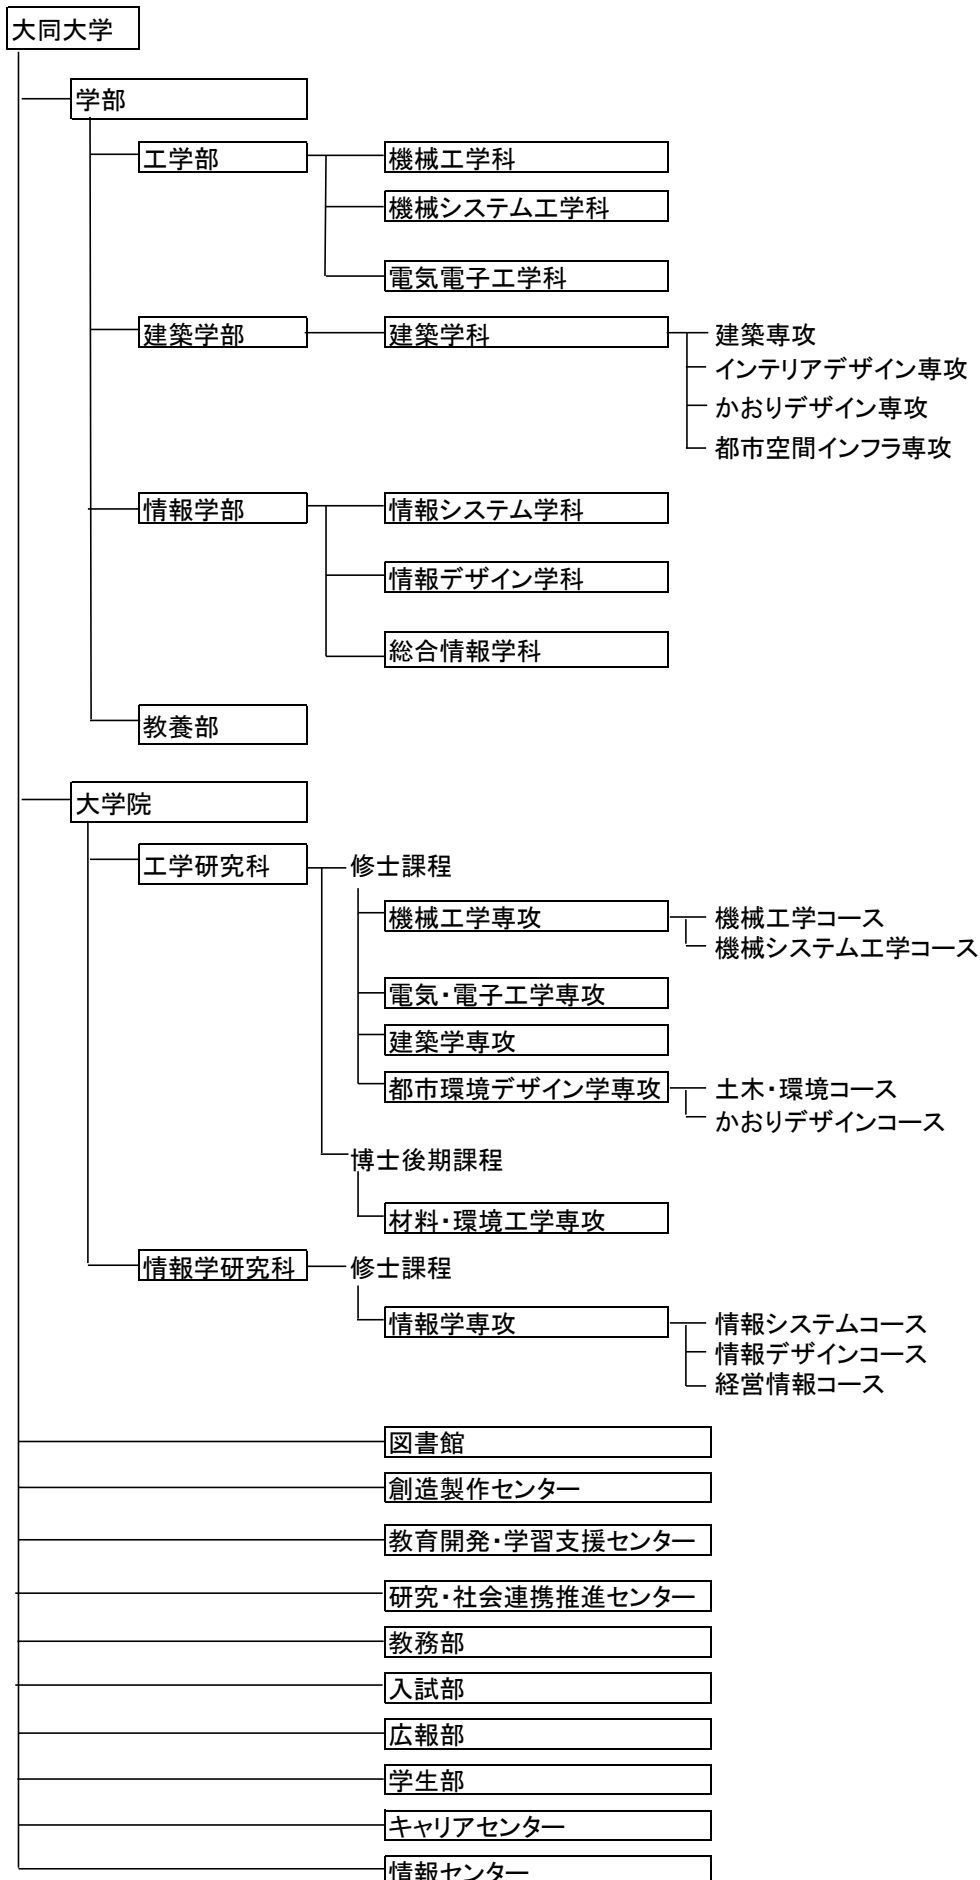 大同大学
学部
工学部
機械工学科
機械システム工学科
電気電子工学科
建築学部
建築学科
建築専攻
インテリアデザイン専攻
かおりデザイン専攻
都市空間インフラ専攻
情報学部
情報システム学科
情報デザイン学科
総合情報学科
教養部
大学院
工学研究科
修士課程
機械工学専攻
機械工学コース
機械システム工学コース
電気・電子工学専攻
建築学専攻
都市環境デザイン学専攻
土木・環境コース
かおりデザインコース
博士後期課程
材料・環境工学専攻
情報学研究科
修士課程
情報学専攻
情報システムコース
情報デザインコース
経営情報コース
図書館
創造製作センター
教育開発・学習支援センター
研究・社会連携推進センター
教務部
入試部
広報部
学生部
キャリアセンター
情報センター